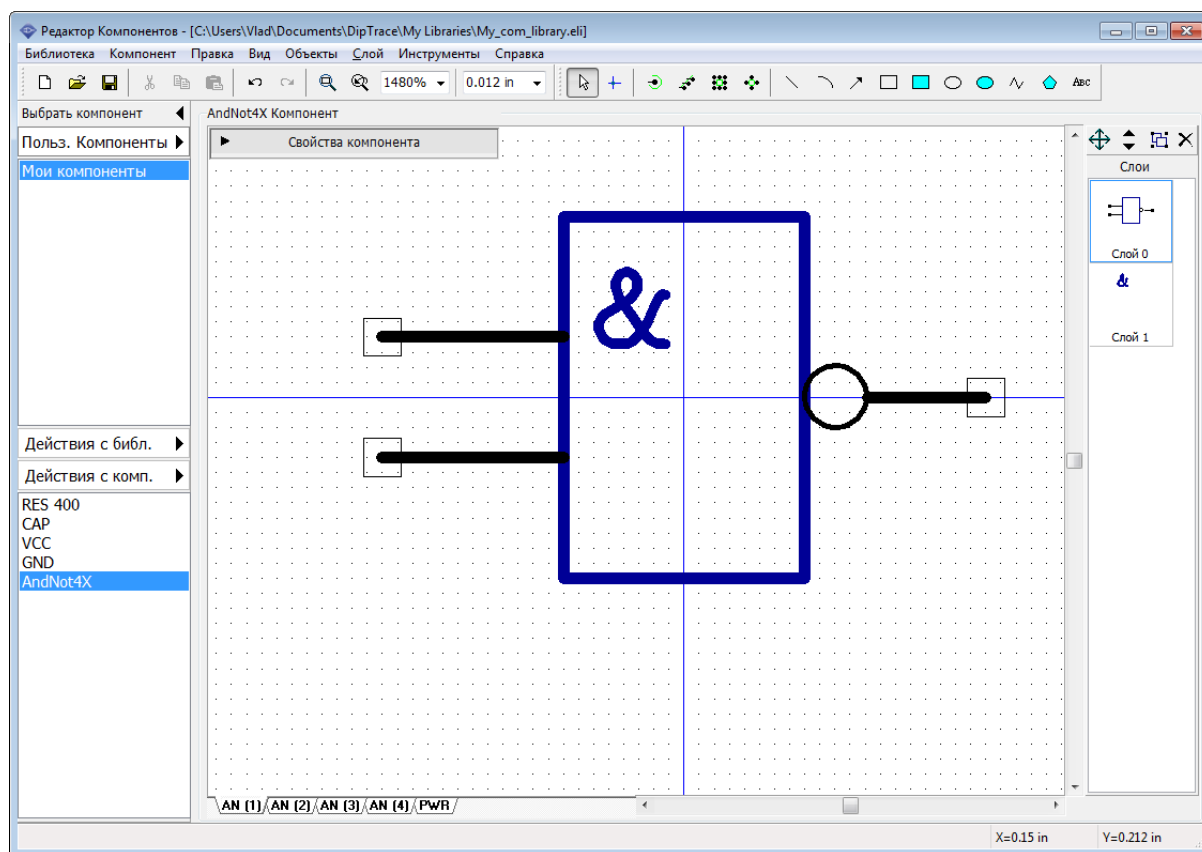 Редактор Компонентов - [C:\Users\Vlad\Documents\DipTrace\My Libraries\My_com_library.eli]
Библиотека Компонент Правка Вид Объекты Слой Инструменты Справка
1480% 0.012 in ABC
Выбрать компонент
Польз. Компоненты
Мои компоненты
Действия с библ.
Действия с комп.
RES 400
CAP
VCC
GND
AndNot4X
AndNot4X Компонент
Свойства компонента
&
AN (1) AN (2) AN (3) AN (4) PWR
Слои
Слой 0
&
Слой 1
X=0.15 in Y=0.212 in